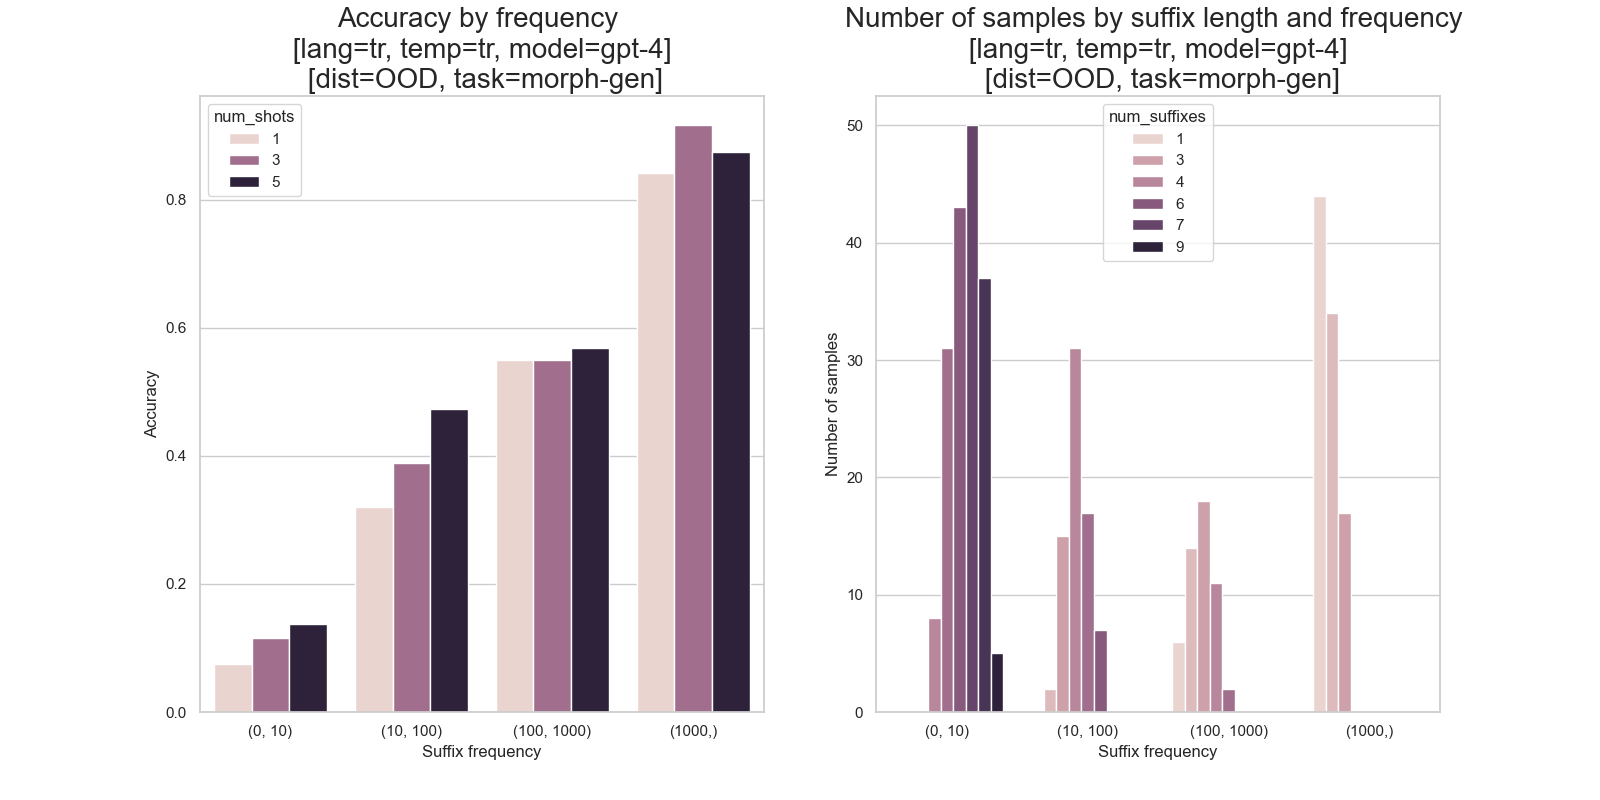 Accuracy by frequency
[lang=tr, temp=tr, model=gpt-4]
[dist=OOD, task=morph-gen]
num_shots
1
3
5
0.8
0.6
0.4
0.2
0.0
Accuracy
(0, 10)
(10, 100)
(100, 1000)
(1000,)
Suffix frequency
Number of samples by suffix length and frequency
[lang=tr, temp=tr, model=gpt-4]
[dist=OOD, task=morph-gen]
num_suffixes
1
3
4
6
7
9
50
40
30
20
10
0
Number of samples
(0, 10)
(10, 100)
(100, 1000)
(1000,)
Suffix frequency